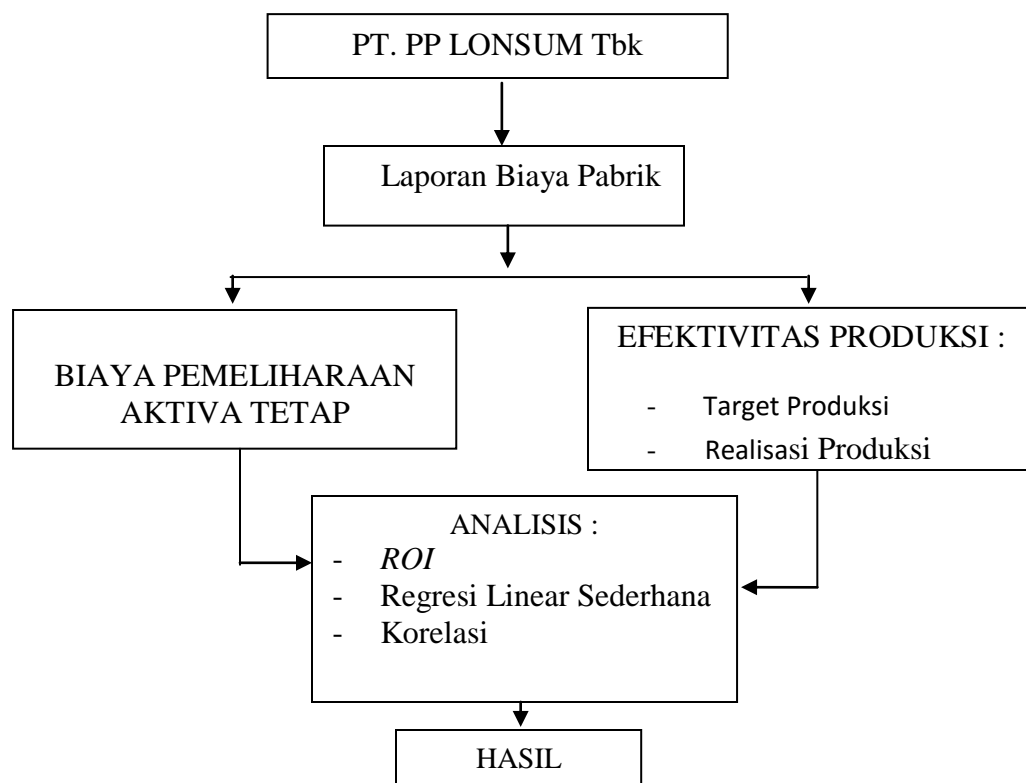 PT. PP LONSUM Tbk
Laporan Biaya Pabrik
BIAYA PEMELIHARAAN
AKTIVA TETAP
EFEKTIVITAS PRODUKSI :
- Target Produksi
- Realisasi Produksi
ANALISIS :
- ROI
- Regresi Linear Sederhana
- Korelasi
HASIL